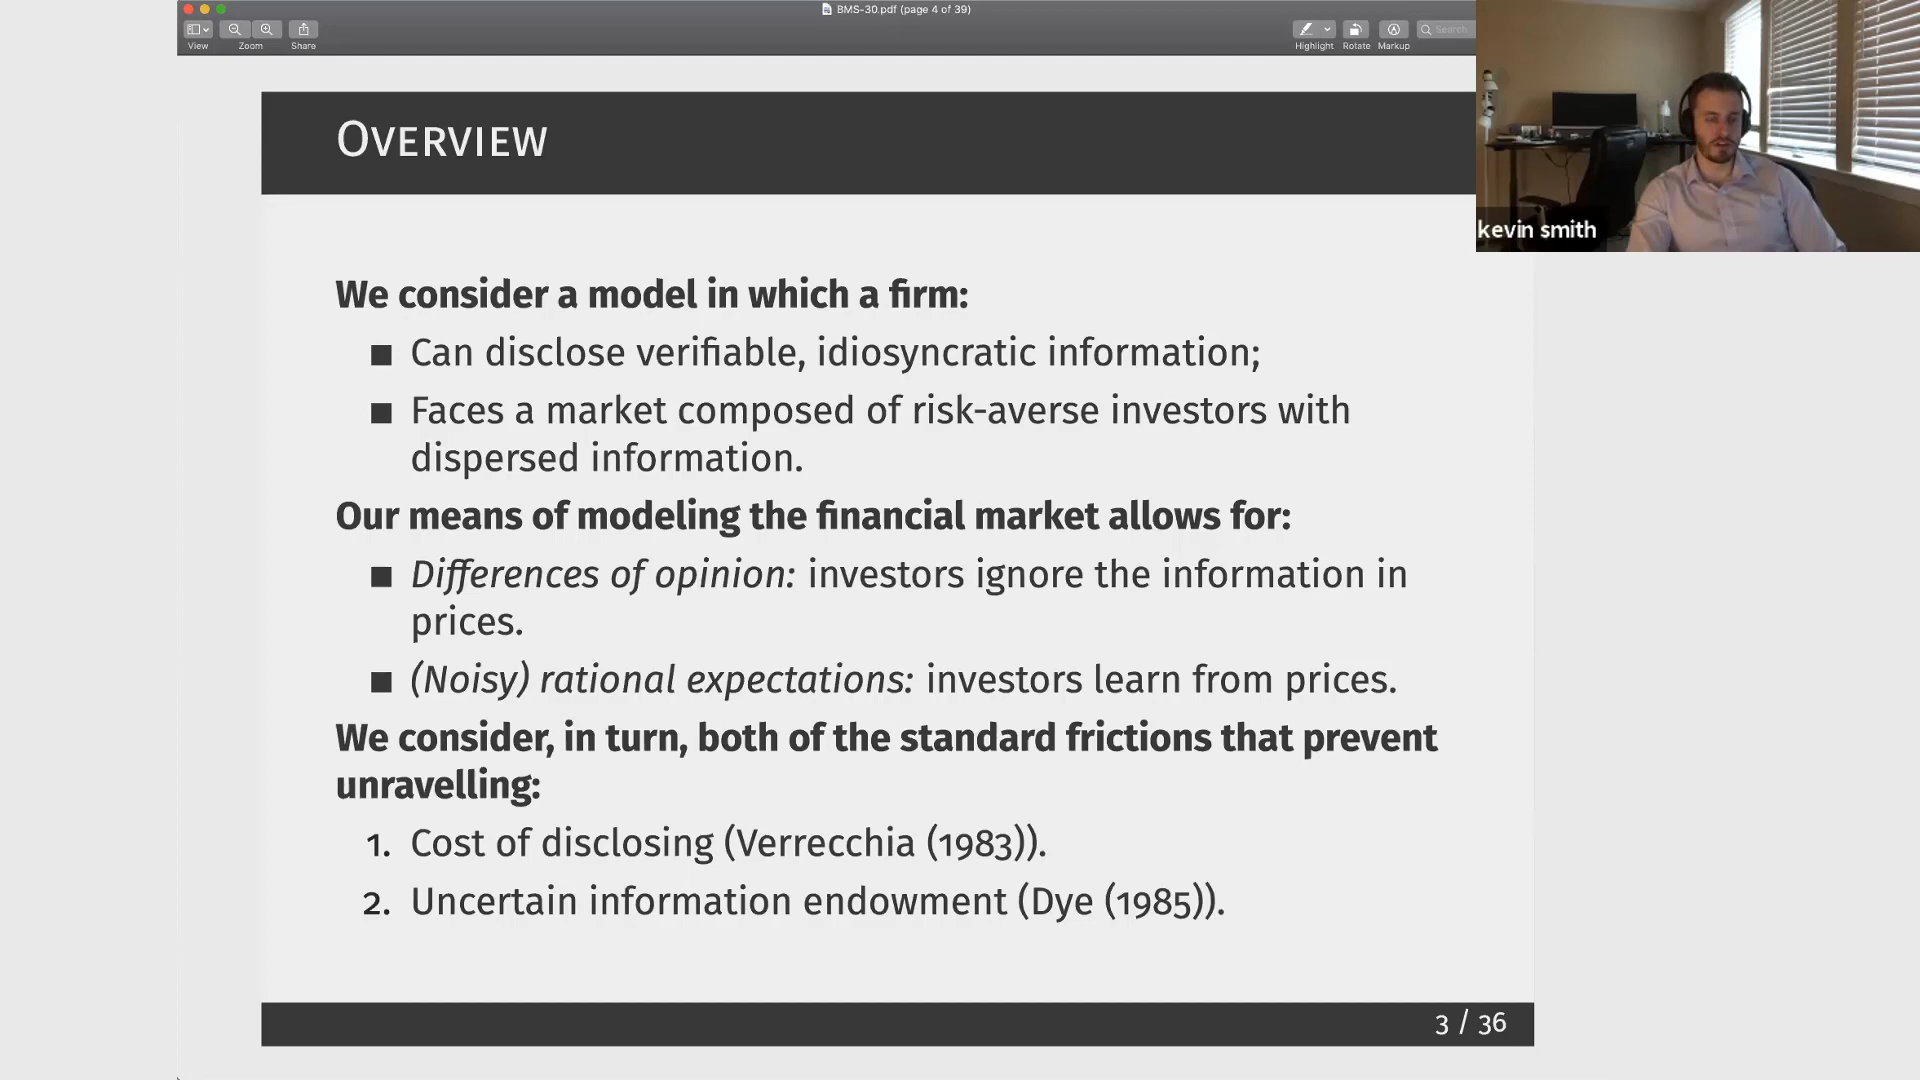 BMS-30.pdf (page 4 of 39)
View
Zoom
Share
Highlight
Rotate
Markup
Search
OVERVIEW
kevin smith
We consider a model in which a firm:
■ Can disclose verifiable, idiosyncratic information;
■ Faces a market composed of risk-averse investors with
dispersed information.
Our means of modeling the financial market allows for:
■ Differences of opinion: investors ignore the information in
prices.
■ (Noisy) rational expectations: investors learn from prices.
We consider, in turn, both of the standard frictions that prevent
unravelling:
1. Cost of disclosing (Verrecchia (1983)).
2. Uncertain information endowment (Dye (1985)).
3 / 36